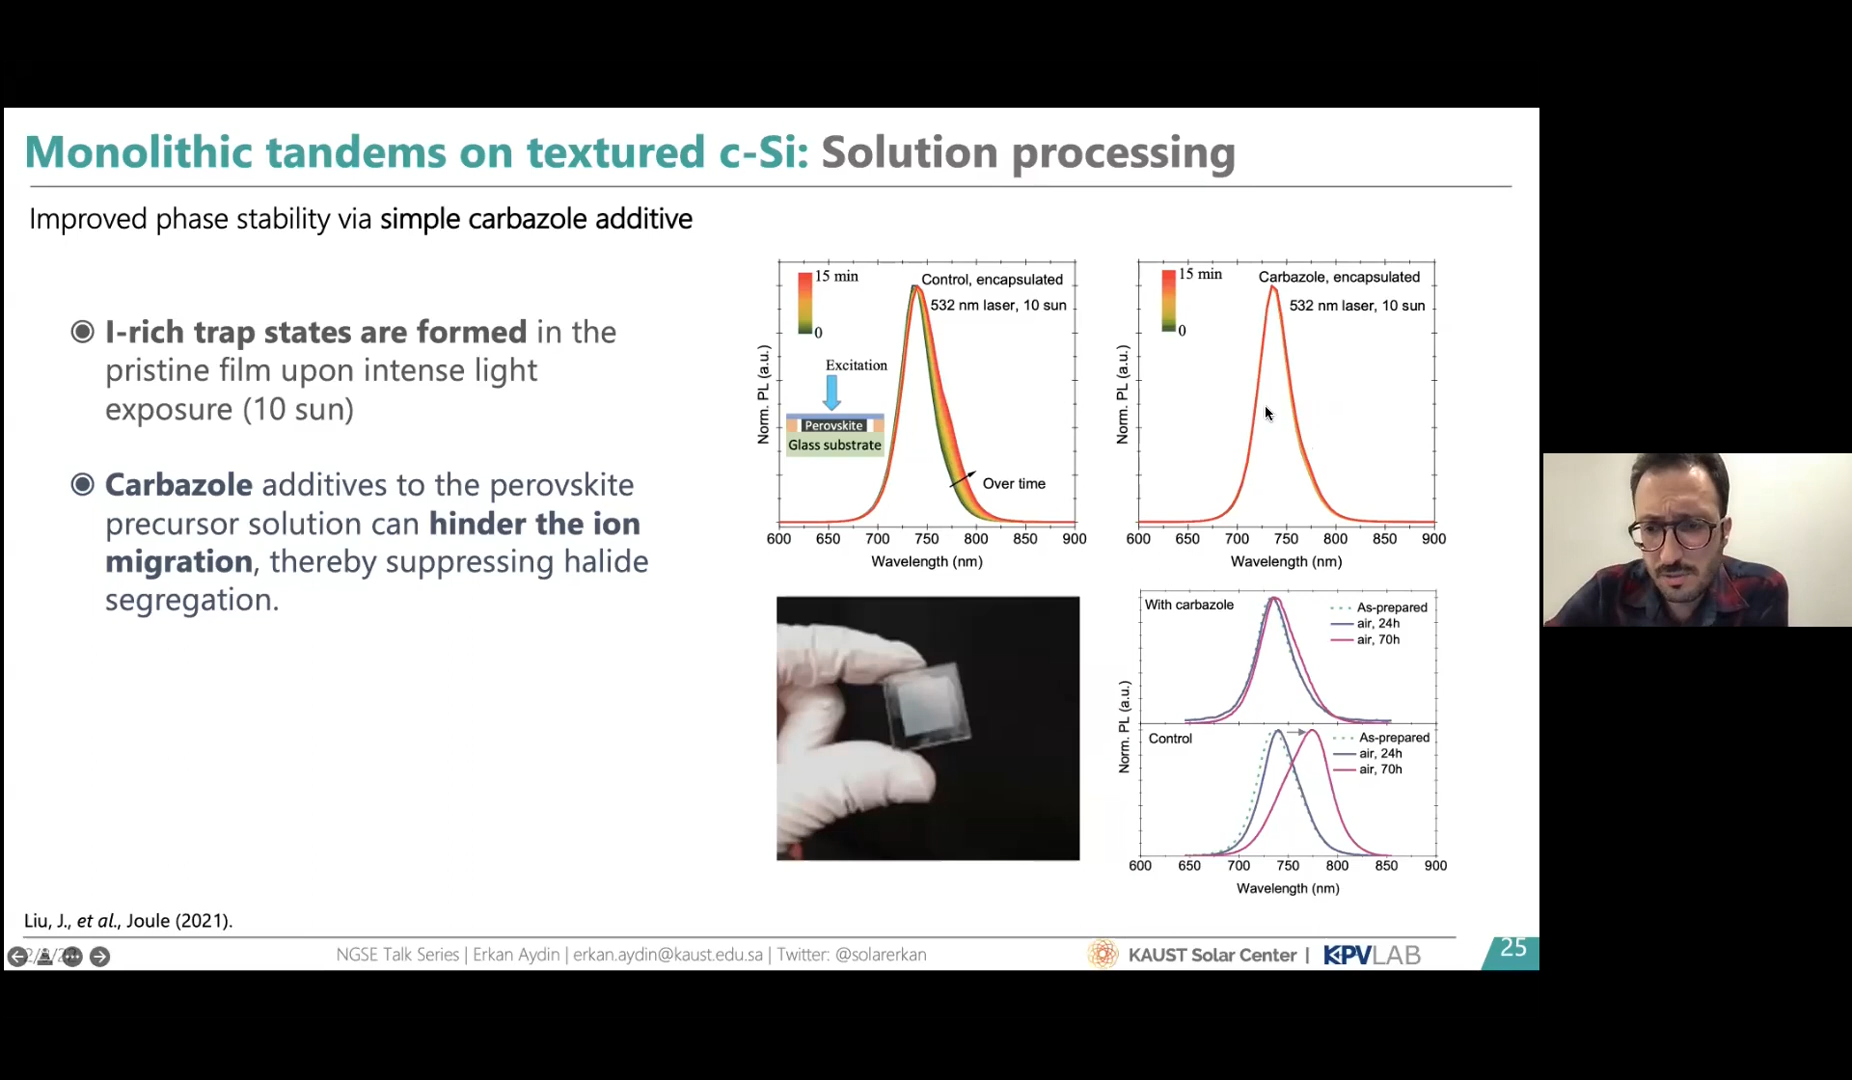 Monolithic tandems on textured c-Si: Solution processing
Improved phase stability via simple carbazole additive
I-rich trap states are formed in the
pristine film upon intense light
exposure (10 sun)
Carbazole additives to the perovskite
precursor solution can hinder the ion
migration, thereby suppressing halide
segregation.
15 min
0
Control, encapsulated
532 nm laser, 10 sun
Excitation
Perovskite
Glass substrate
Over time
Norm. PL (a.u.)
600 650 700 750 800 850 900
Wavelength (nm)
15 min
0
Carbazole, encapsulated
532 nm laser, 10 sun
Norm. PL (a.u.)
600 650 700 750 800 850 900
Wavelength (nm)
With carbazole
As-prepared
air, 24h
air, 70h
Control
As-prepared
air, 24h
air, 70h
Norm. PL (a.u.)
600 650 700 750 800 850 900
Wavelength (nm)
Liu, J., et al., Joule (2021).
NGSE Talk Series | Erkan Aydin | erkan.aydin@kaust.edu.sa | Twitter: @solarerkan
KAUST Solar Center | KPVLAB
25